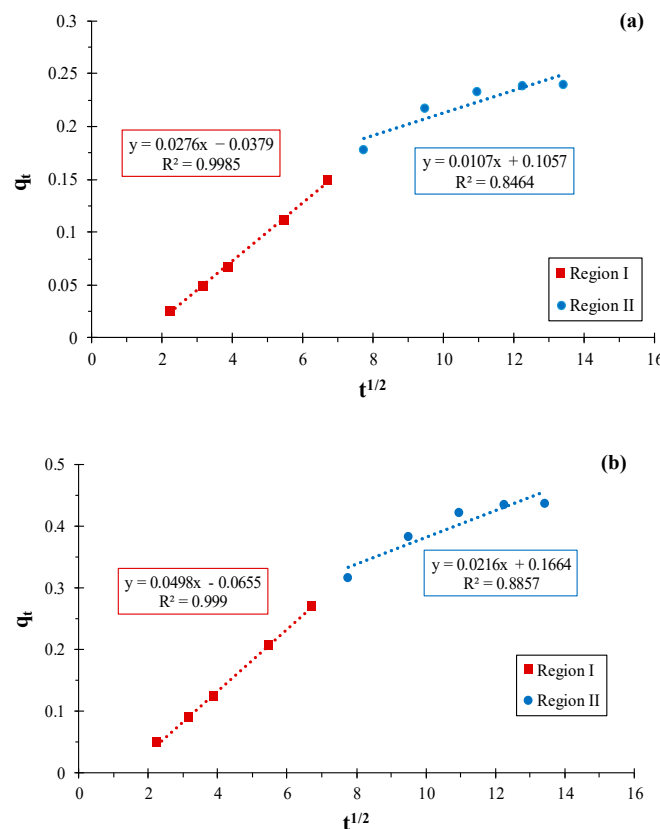 (a)
0.3
0.25
0.2
0.15
0.1
0.05
0
qt
y = 0.0276x − 0.0379
R² = 0.9985
y = 0.0107x + 0.1057
R² = 0.8464
Region I
Region II
0 2 4 6 8 10 12 14 16
t1/2
(b)
0.5
0.4
0.3
0.2
0.1
0
qt
y = 0.0498x - 0.0655
R² = 0.999
y = 0.0216x + 0.1664
R² = 0.8857
Region I
Region II
0 2 4 6 8 10 12 14 16
t1/2